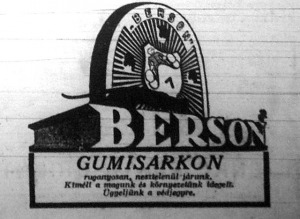 BERSON
BERSON
GUMISARKON
ruganyosan, nesztelenül járunk.
Kiméli a magunk és környezetünk idegeit.
Ügyeljünk a védjegyre.